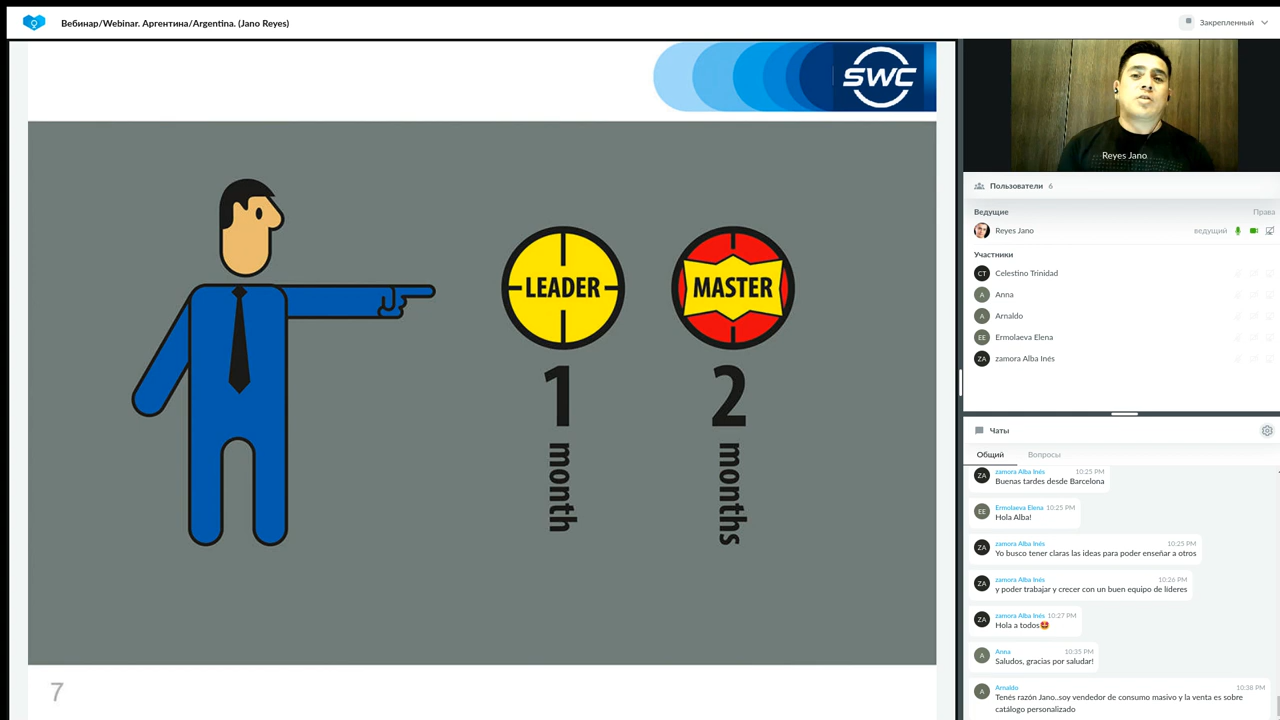 Вебинар/Webinar. Аргентина/Argentina. (Jano Reyes)
Закрепленный
SWC
LEADER
MASTER
1
2
month
months
7
Reyes Jano
Пользователи 6
Ведущие
Права
Reyes Jano
ведущий
Участники
CT
Celestino Trinidad
A
Anna
A
Arnaldo
EE
Ermolaeva Elena
ZA
zamora Alba Inés
Чаты
Общий
Вопросы
ZA
zamora Alba Inés 10:25 PM
Buenas tardes desde Barcelona
EE
Ermolaeva Elena 10:25 PM
Hola Alba!
ZA
zamora Alba Inés 10:25 PM
Yo busco tener claras las ideas para poder enseñar a otros
ZA
zamora Alba Inés 10:26 PM
y poder trabajar y crecer con un buen equipo de líderes
ZA
zamora Alba Inés 10:27 PM
Hola a todos🤩
A
Anna 10:35 PM
Saludos, gracias por saludar!
A
Arnaldo 10:38 PM
Tenés razón Jano..soy vendedor de consumo masivo y la venta es sobre
catálogo personalizado